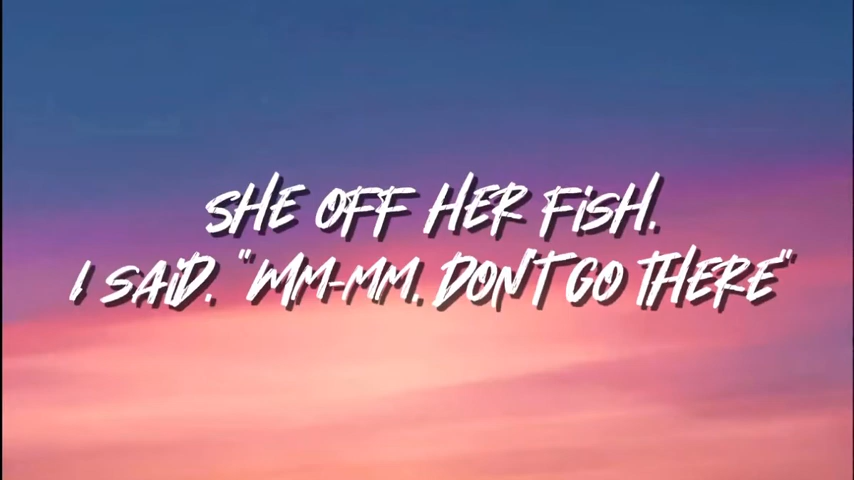 SHE OFF HER FISH.
I SAID. "MM-MM. DON'T GO THERE"